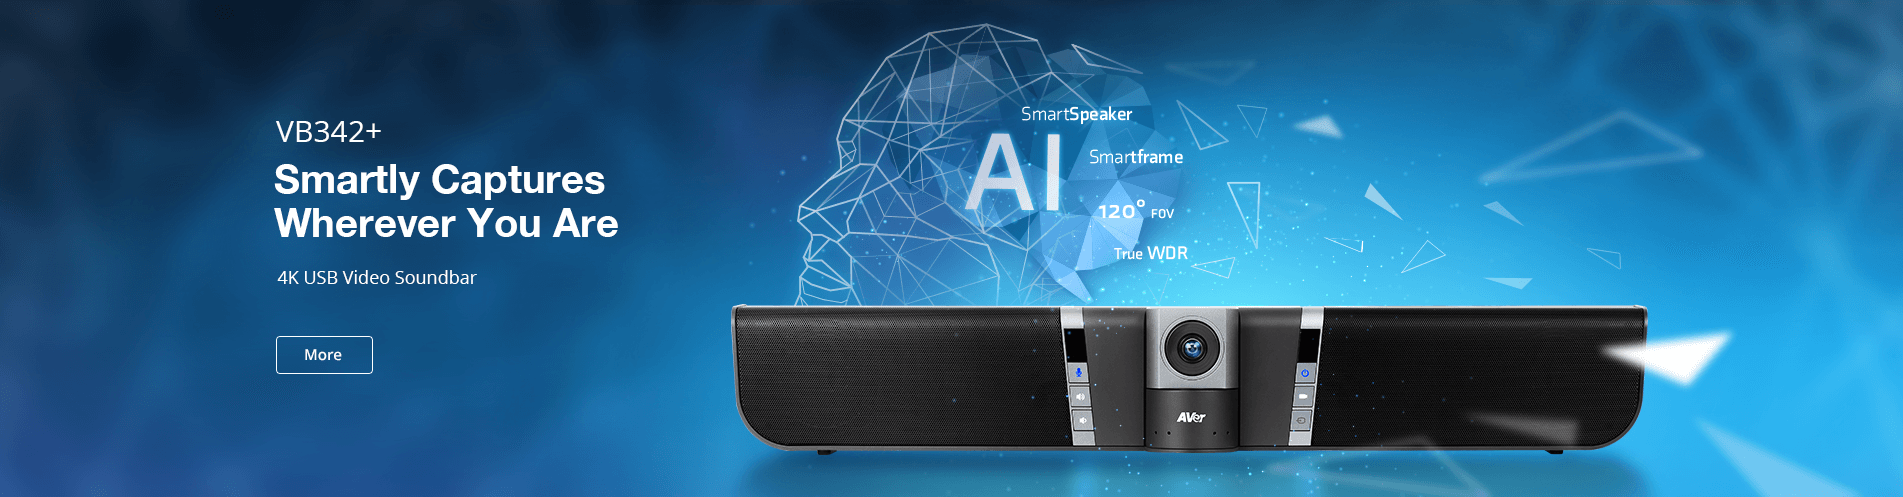 VB342+
Smartly Captures
Wherever You Are
4K USB Video Soundbar
More
SmartSpeaker
AI
Smartframe
120° FOV
True WDR
AVer